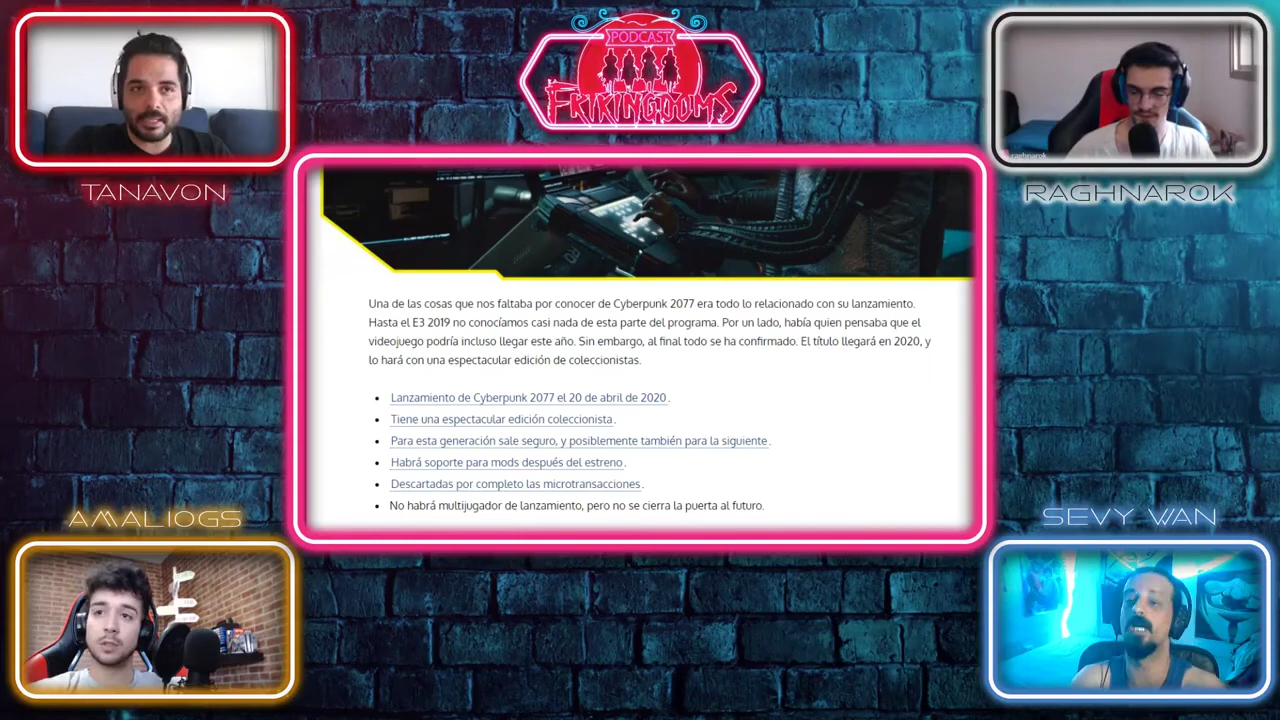 PODCAST
FRIKINGDOMS
TANAVON
raghnarok
RAGHNAROK
Una de las cosas que nos faltaba por conocer de Cyberpunk 2077 era todo lo relacionado con su lanzamiento.
Hasta el E3 2019 no conocíamos casi nada de esta parte del programa. Por un lado, había quien pensaba que el
videojuego podría incluso llegar este año. Sin embargo, al final todo se ha confirmado. El título llegará en 2020, y
lo hará con una espectacular edición de coleccionistas.
• Lanzamiento de Cyberpunk 2077 el 20 de abril de 2020.
• Tiene una espectacular edición coleccionista.
• Para esta generación sale seguro, y posiblemente también para la siguiente.
• Habrá soporte para mods después del estreno.
• Descartadas por completo las microtransacciones.
• No habrá multijugador de lanzamiento, pero no se cierra la puerta al futuro.
AMALIOGS
SEVY WAN